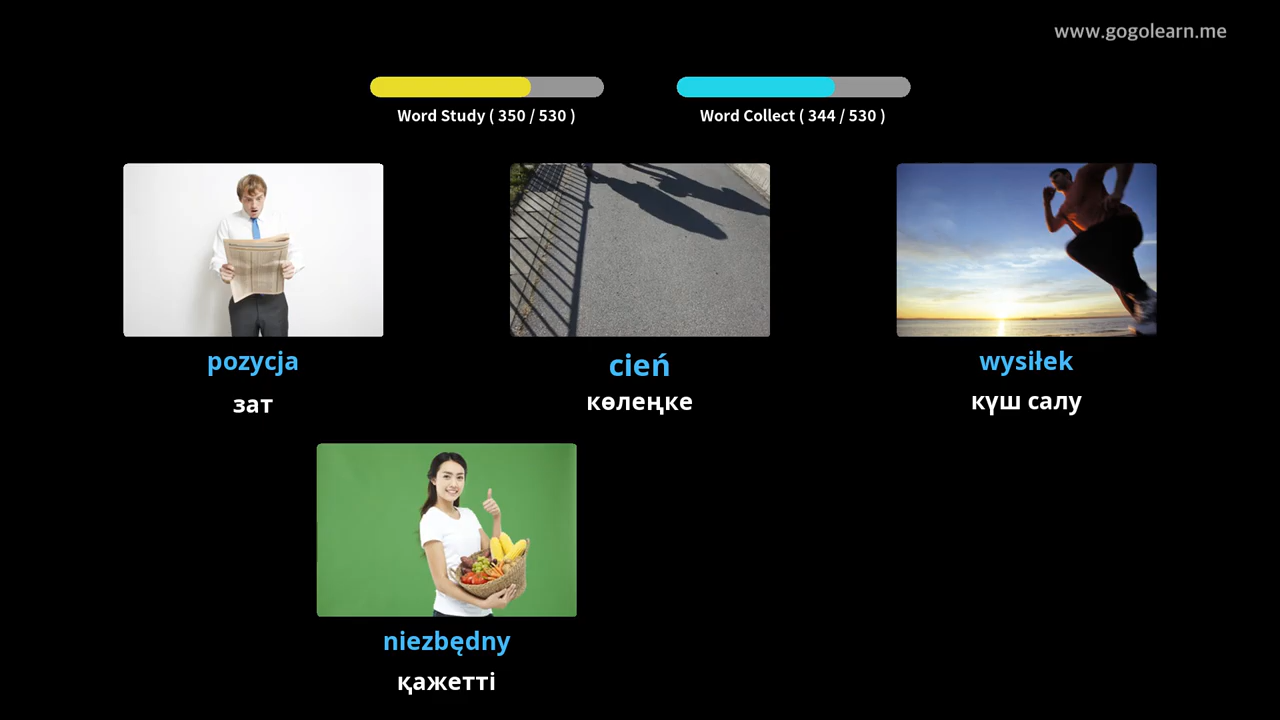 www.gogolearn.me
Word Study ( 350 / 530 )
Word Collect ( 344 / 530 )
pozycja
зат
cień
көлеңке
wysiłek
күш салу
niezbędny
қажетті